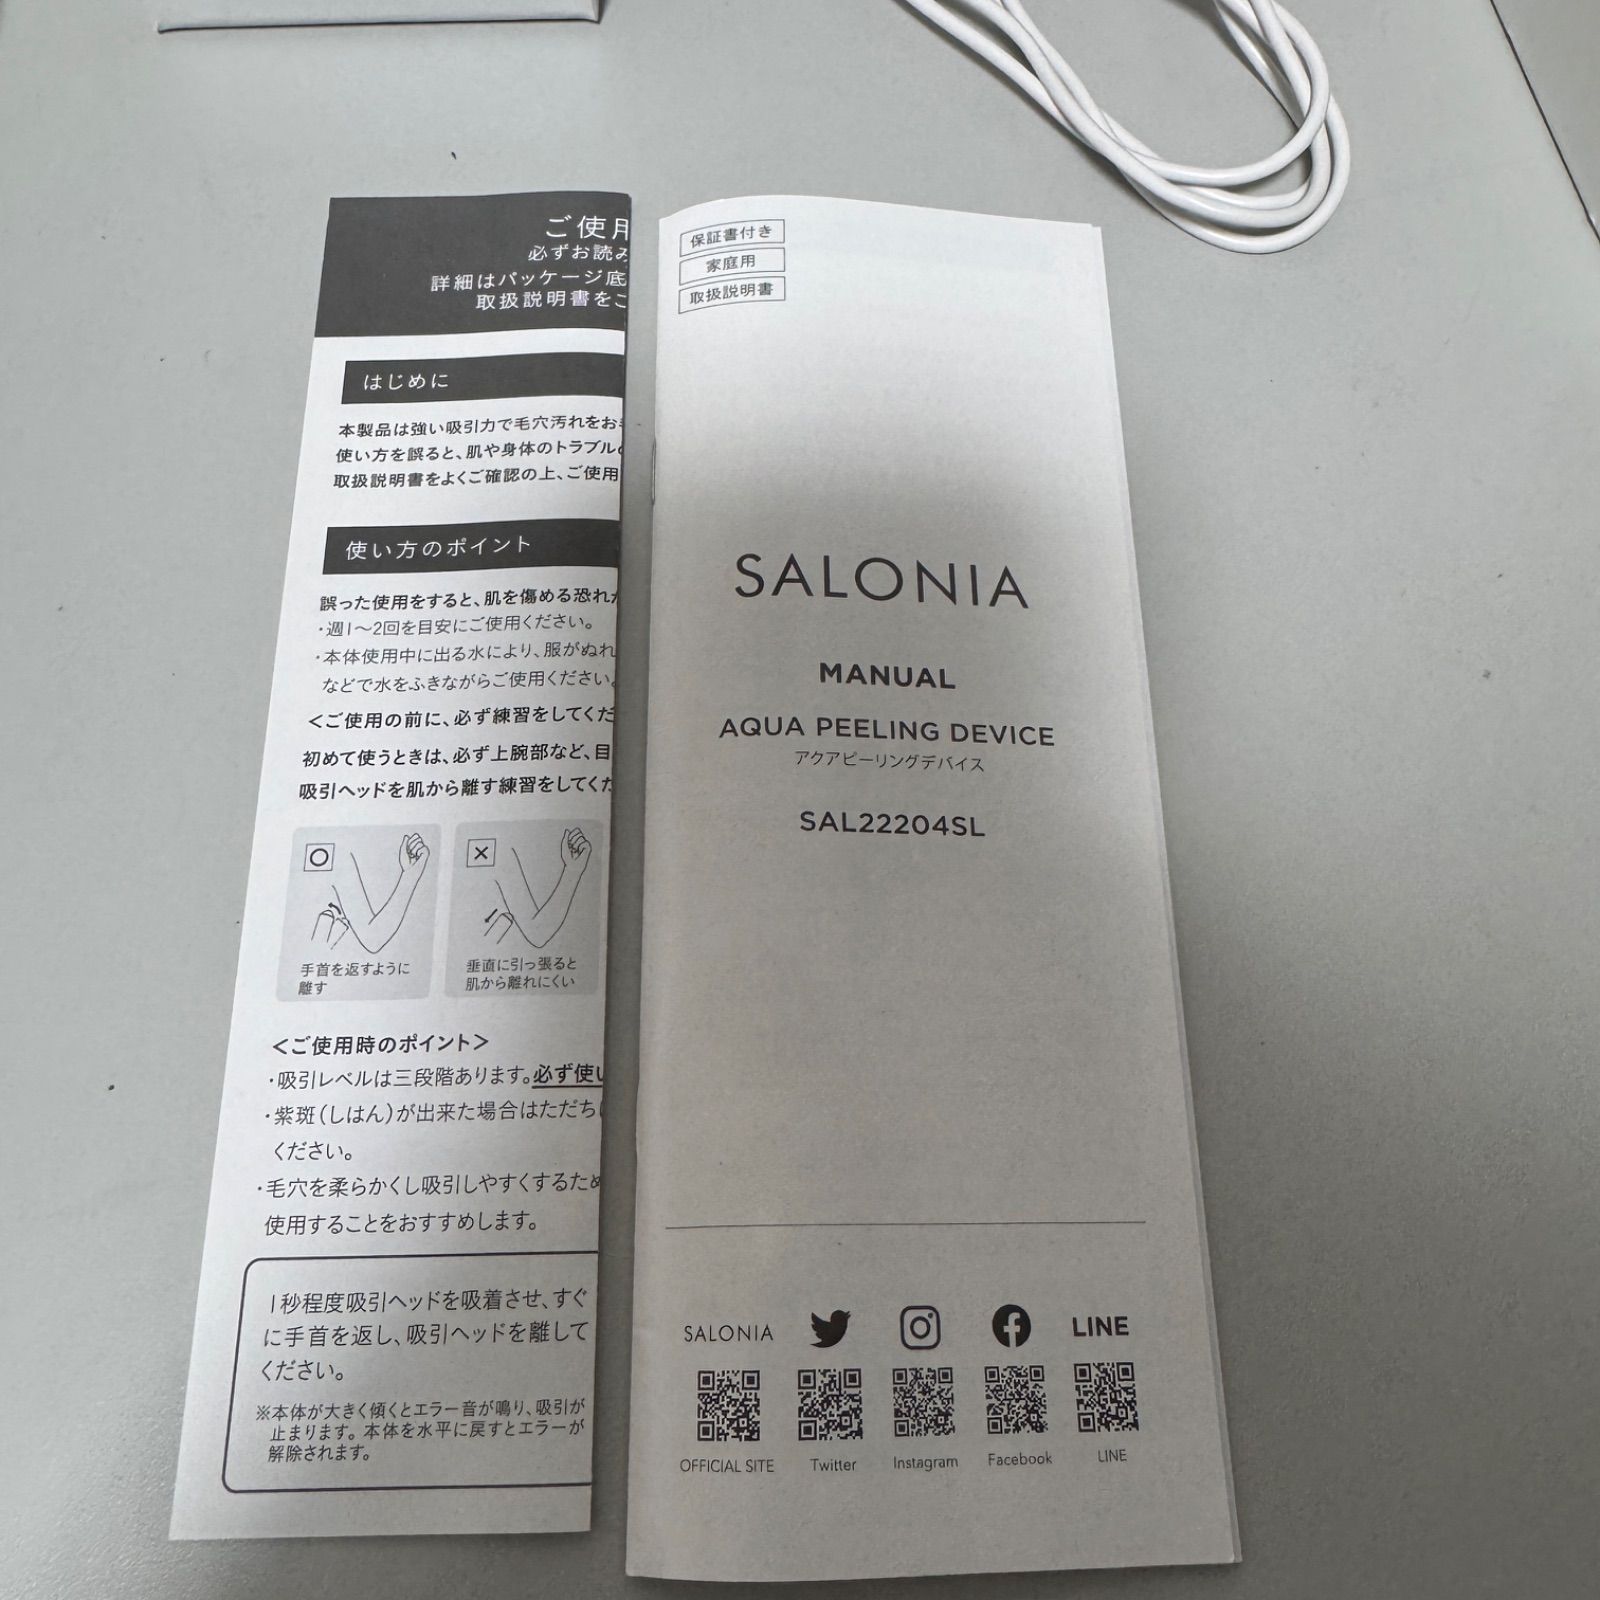 ご使用
必ずお読み
詳細はパッケージ底
取扱説明書をご
はじめに
本製品は強い吸引力で毛穴汚れをお
使い方を誤ると、肌や身体のトラブル
取扱説明書をよくご確認の上、ご使用
使い方のポイント
誤った使用をすると、肌を傷める恐れ
・週1〜2回を目安にご使用ください。
・本体使用中に出る水により、服がぬれ
などで水をふきながらご使用ください。
＜ご使用の前に、必ず練習をしてくだ
初めて使うときは、必ず上腕部など、目
吸引ヘッドを肌から離す練習をしてくだ
○
×
手首を返すように
離す
垂直に引っ張ると
肌から離れにくい
＜ご使用時のポイント＞
・吸引レベルは三段階あります。必ず使い
・紫斑（しはん）が出来た場合はただち
ください。
・毛穴を柔らかくし吸引しやすくするため
使用することをおすすめします。
1秒程度吸引ヘッドを吸着させ、すぐ
に手首を返し、吸引ヘッドを離して
ください。
※本体が大きく傾くとエラー音が鳴り、吸引が
止まります。本体を水平に戻すとエラーが
解除されます。
保証書付き
家庭用
取扱説明書
SALONIA
MANUAL
AQUA PEELING DEVICE
アクアピーリングデバイス
SAL22204SL
SALONIA
LINE
OFFICIAL SITE
Twitter
Instagram
Facebook
LINE